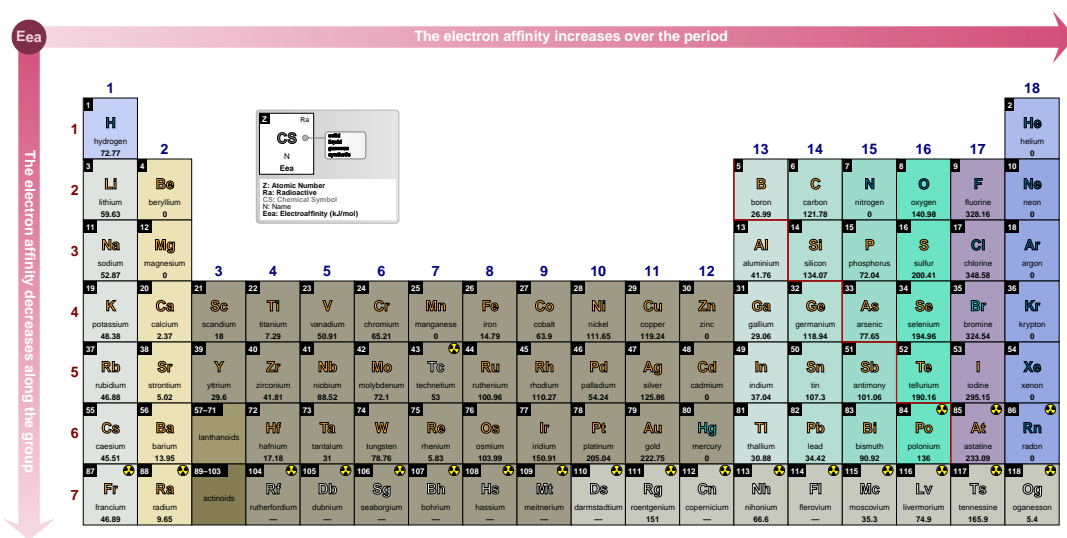 Eea
The electron affinity increases over the period
The electron affinity decreases along the group
1 18
1 1 H hydrogen 72.77 2 He helium 0
Z Ra
CS
N
Eea
solid
liquid
gaseous
synthetic
Z: Atomic Number
Ra: Radioactive
CS: Chemical Symbol
N: Name
Eea: Electroaffinity (kJ/mol)
2 13 14 15 16 17
2 3 Li lithium 59.63 4 Be beryllium 0 5 B boron 26.99 6 C carbon 121.78 7 N nitrogen 0 8 O oxygen 140.98 9 F fluorine 328.16 10 Ne neon 0
3 11 Na sodium 52.87 12 Mg magnesium 0 13 Al aluminium 41.76 14 Si silicon 134.07 15 P phosphorus 72.04 16 S sulfur 200.41 17 Cl chlorine 348.58 18 Ar argon 0
3 4 5 6 7 8 9 10 11 12
4 19 K potassium 48.38 20 Ca calcium 2.37 21 Sc scandium 18 22 Ti titanium 7.29 23 V vanadium 50.91 24 Cr chromium 65.21 25 Mn manganese 0 26 Fe iron 14.79 27 Co cobalt 63.9 28 Ni nickel 111.65 29 Cu copper 119.24 30 Zn zinc 0 31 Ga gallium 29.06 32 Ge germanium 118.94 33 As arsenic 77.65 34 Se selenium 194.96 35 Br bromine 324.54 36 Kr krypton 0
5 37 Rb rubidium 46.88 38 Sr strontium 5.02 39 Y yttrium 29.6 40 Zr zirconium 41.81 41 Nb niobium 88.52 42 Mo molybdenum 72.1 43 Tc technetium 53 44 Ru ruthenium 100.96 45 Rh rhodium 110.27 46 Pd palladium 54.24 47 Ag silver 125.86 48 Cd cadmium 0 49 In indium 37.04 50 Sn tin 107.3 51 Sb antimony 101.06 52 Te tellurium 190.16 53 I iodine 295.15 54 Xe xenon 0
6 55 Cs caesium 45.51 56 Ba barium 13.95 57–71 lanthanoids 72 Hf hafnium 17.18 73 Ta tantalum 31 74 W tungsten 78.76 75 Re rhenium 5.83 76 Os osmium 103.99 77 Ir iridium 150.91 78 Pt platinum 205.04 79 Au gold 222.75 80 Hg mercury 0 81 Tl thallium 30.88 82 Pb lead 34.42 83 Bi bismuth 90.92 84 Po polonium 136 85 At astatine 233.09 86 Rn radon 0
7 87 Fr francium 46.89 88 Ra radium 9.65 89–103 actinoids 104 Rf rutherfordium — 105 Db dubnium — 106 Sg seaborgium — 107 Bh bohrium — 108 Hs hassium — 109 Mt meitnerium — 110 Ds darmstadtium — 111 Rg roentgenium 151 112 Cn copernicium — 113 Nh nihonium 66.6 114 Fl flerovium — 115 Mc moscovium 35.3 116 Lv livermorium 74.9 117 Ts tennessine 165.9 118 Og oganesson 5.4